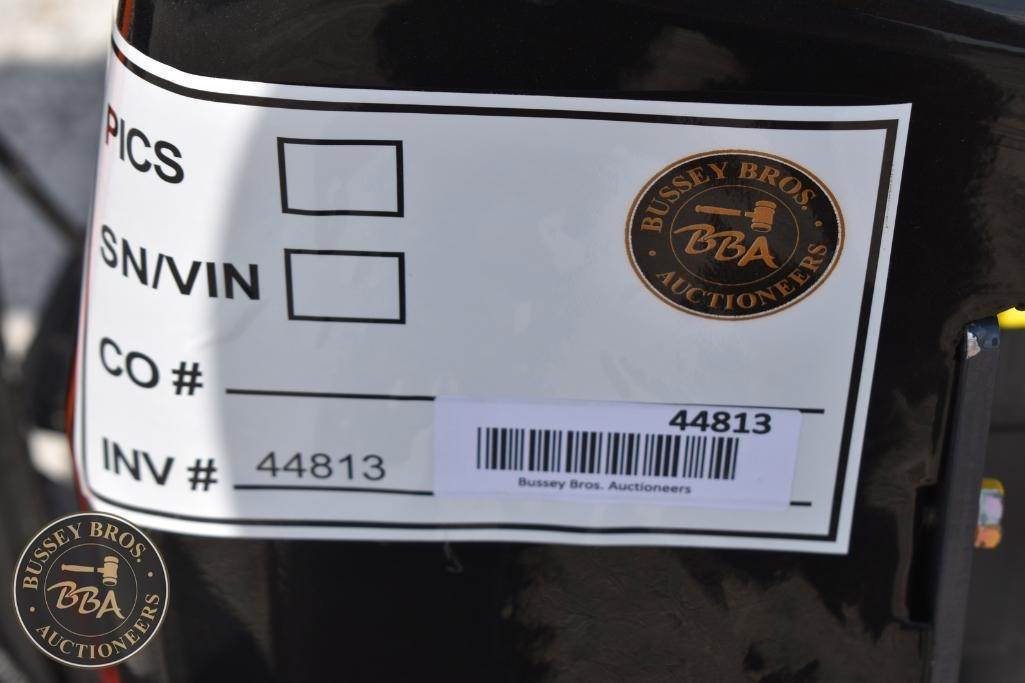 PICS
BUSSEY BROS.
BBA
AUCTIONEERS
SN/VIN
CO #
44813
INV # 44813
Bussey Bros. Auctioneers
BUSSEY BROS.
BBA
AUCTIONEERS